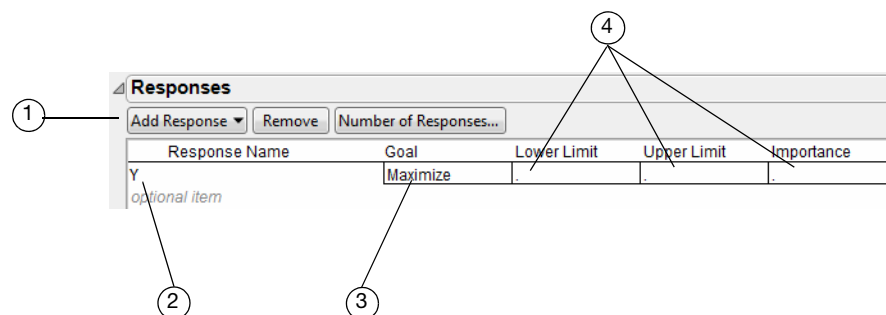 4
Responses
1
Add Response Remove Number of Responses...
Response Name Goal Lower Limit Upper Limit Importance
Y Maximize . . .
optional item
2 3